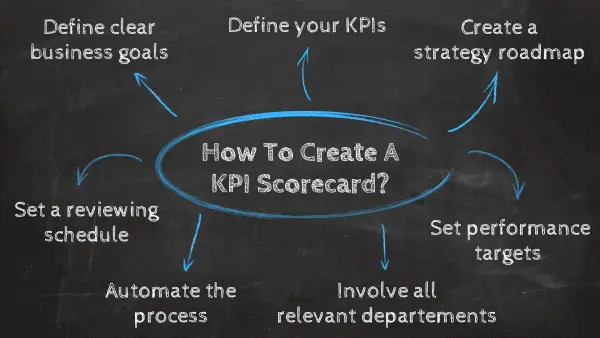 Define clear
business goals
Define your KPIs
Create a
strategy roadmap
How To Create A
KPI Scorecard?
Set a reviewing
schedule
Set performance
targets
Automate the
process
Involve all
relevant departements